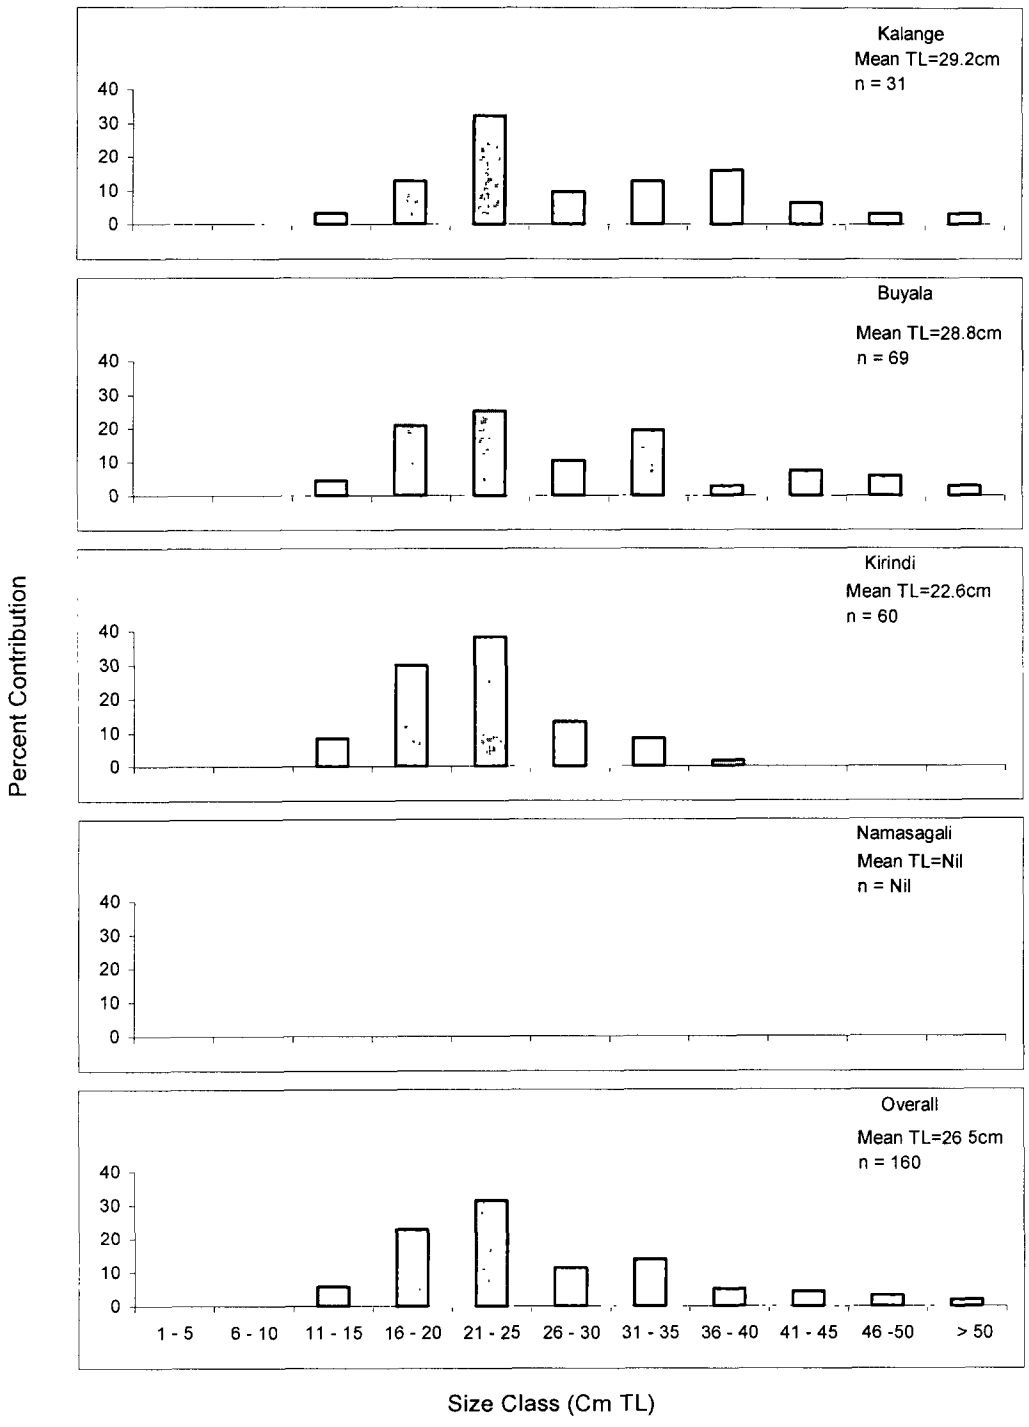 Kalange
Mean TL=29.2cm
n = 31
40
30
20
10
0
Buyala
Mean TL=28.8cm
n = 69
40
30
20
10
0
Kirindi
Mean TL=22.6cm
n = 60
40
30
20
10
0
Namasagali
Mean TL=Nil
n = Nil
40
30
20
10
0
Overall
Mean TL=26 5cm
n = 160
40
30
20
10
0
1 - 5 6 - 10 11 - 15 16 - 20 21 - 25 26 - 30 31 - 35 36 - 40 41 - 45 46 -50 > 50
Percent Contribution
Size Class (Cm TL)